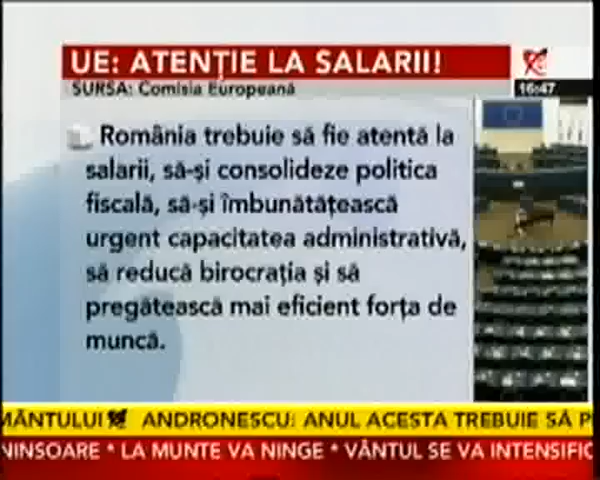 UE: ATENȚIE LA SALARII!
SURSA: Comisia Europeană
16:47
România trebuie să fie atentă la
salarii, să-și consolideze politica
fiscală, să-și îmbunătățească
urgent capacitatea administrativă,
să reducă birocrația și să
pregătească mai eficient forța de
muncă.
MÂNTULUI ANDRONESCU: ANUL ACESTA TREBUIE SĂ P
NINSOARE * LA MUNTE VA NINGE * VÂNTUL SE VA INTENSIFIC